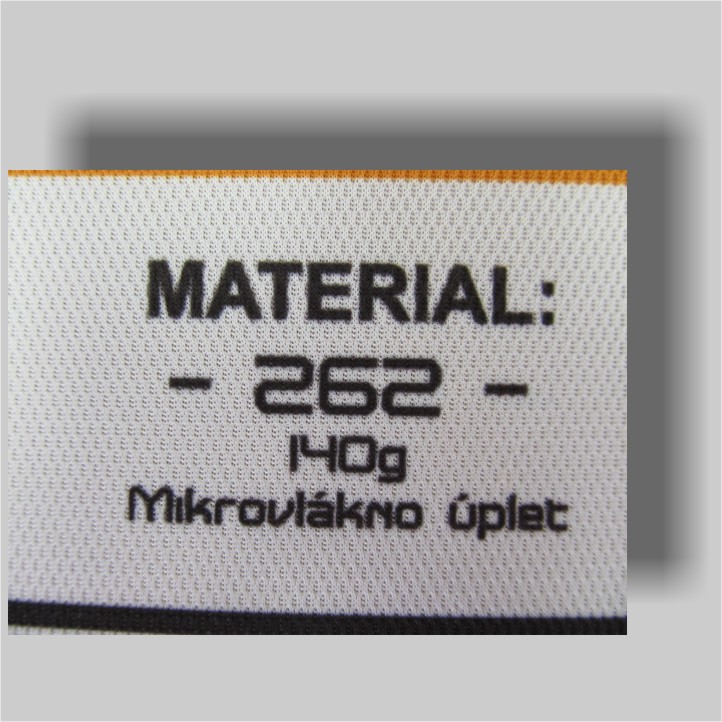 MATERIAL:
- 262 -
140g
Mikrovlákno úplet